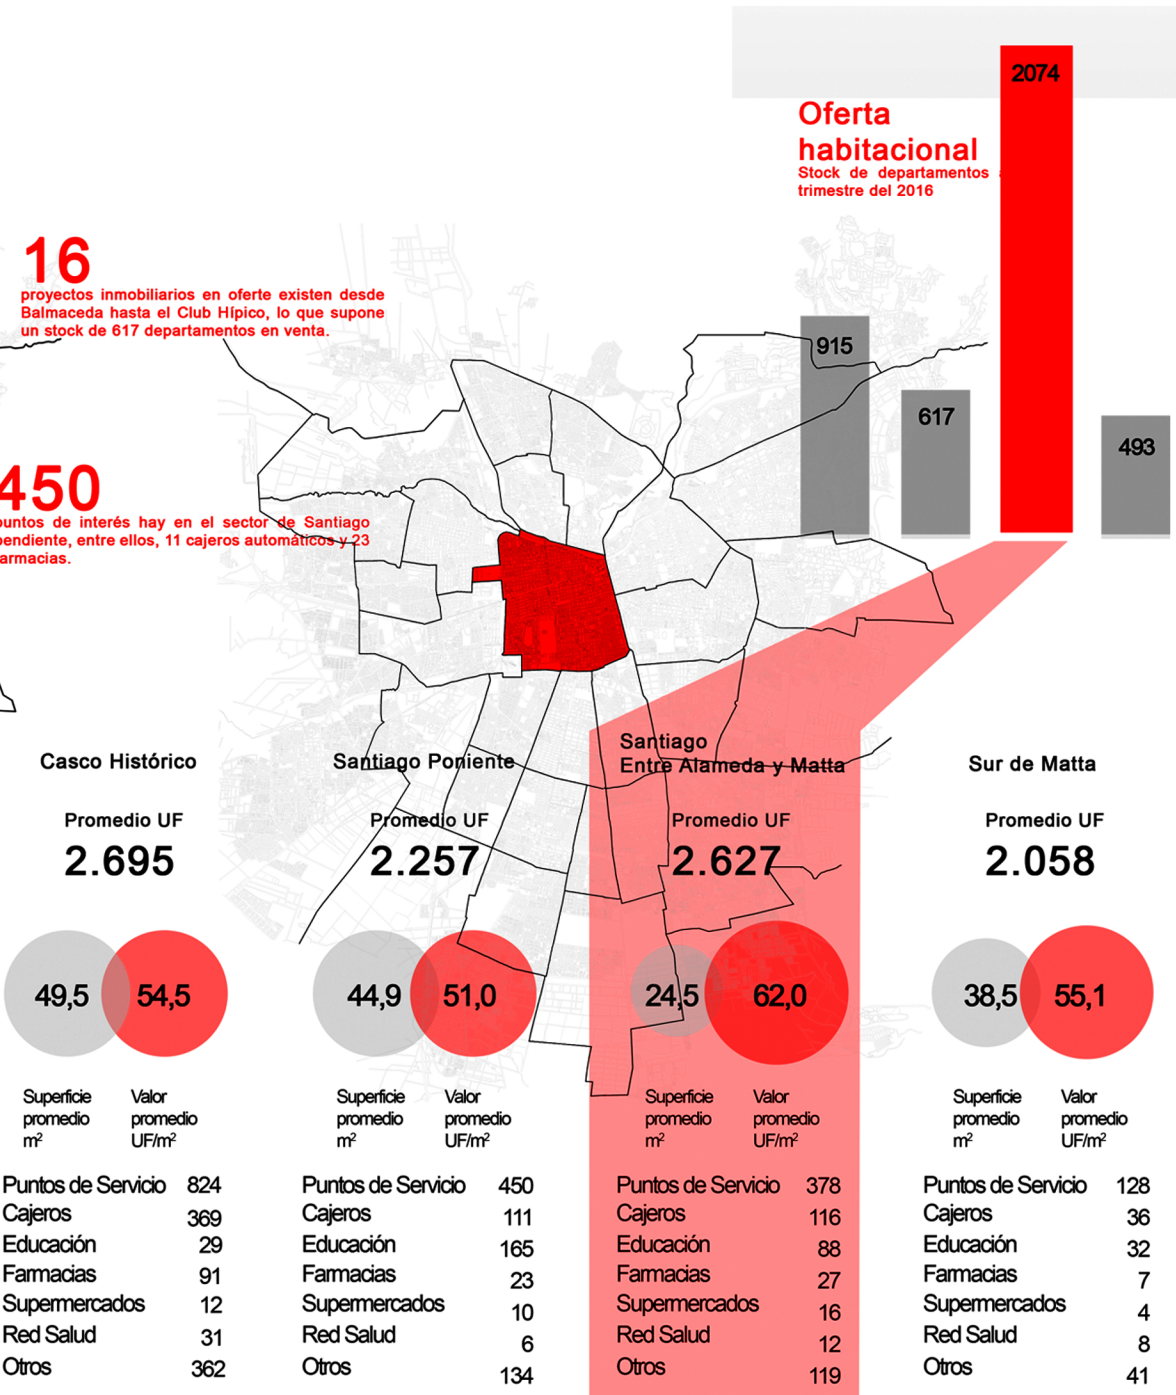 2074
Oferta
habitacional
Stock de departamentos a
trimestre del 2016
16
proyectos inmobiliarios en oferte existen desde
Balmaceda hasta el Club Hípico, lo que supone
un stock de 617 departamentos en venta.
915
617
493
450
puntos de interés hay en el sector de Santiago
pendiente, entre ellos, 11 cajeros automáticos y 23
armacias.
Casco Histórico
Promedio UF
2.695
49,5 54,5
Superficie promedio m² Valor promedio UF/m²
Puntos de Servicio 824
Cajeros 369
Educación 29
Farmacias 91
Supermercados 12
Red Salud 31
Otros 362
Santiago Poniente
Promedio UF
2.257
44,9 51,0
Superficie promedio m² Valor promedio UF/m²
Puntos de Servicio 450
Cajeros 111
Educación 165
Farmacias 23
Supermercados 10
Red Salud 6
Otros 134
Santiago
Entre Alameda y Matta
Promedio UF
2.627
24,5 62,0
Superficie promedio m² Valor promedio UF/m²
Puntos de Servicio 378
Cajeros 116
Educación 88
Farmacias 27
Supermercados 16
Red Salud 12
Otros 119
Sur de Matta
Promedio UF
2.058
38,5 55,1
Superficie promedio m² Valor promedio UF/m²
Puntos de Servicio 128
Cajeros 36
Educación 32
Farmacias 7
Supermercados 4
Red Salud 8
Otros 41